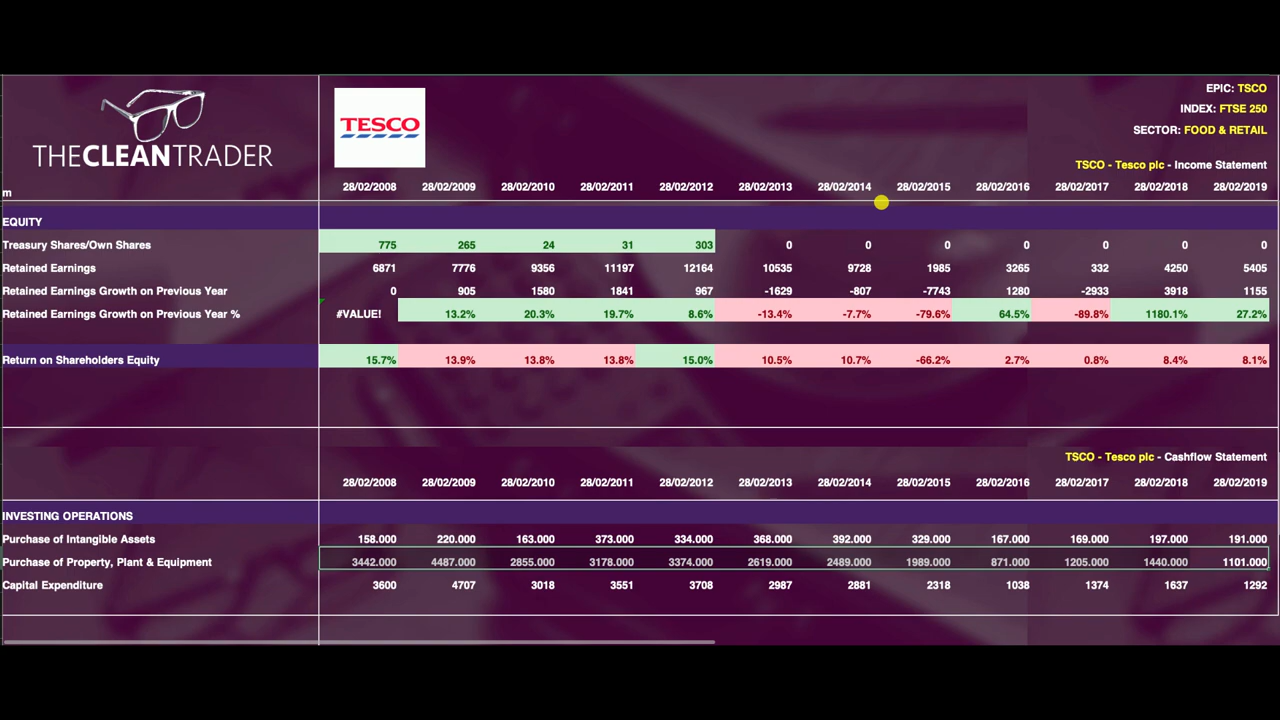 THECLEANTRADER
TESCO
EPIC: TSCO
INDEX: FTSE 250
SECTOR: FOOD & RETAIL
TSCO - Tesco plc - Income Statement
m 28/02/2008 28/02/2009 28/02/2010 28/02/2011 28/02/2012 28/02/2013 28/02/2014 28/02/2015 28/02/2016 28/02/2017 28/02/2018 28/02/2019
EQUITY
Treasury Shares/Own Shares 775 265 24 31 303 0 0 0 0 0 0 0
Retained Earnings 6871 7776 9356 11197 12164 10535 9728 1985 3265 332 4250 5405
Retained Earnings Growth on Previous Year 0 905 1580 1841 967 -1629 -807 -7743 1280 -2933 3918 1155
Retained Earnings Growth on Previous Year % #VALUE! 13.2% 20.3% 19.7% 8.6% -13.4% -7.7% -79.6% 64.5% -89.8% 1180.1% 27.2%
Return on Shareholders Equity 15.7% 13.9% 13.8% 13.8% 15.0% 10.5% 10.7% -66.2% 2.7% 0.8% 8.4% 8.1%
TSCO - Tesco plc - Cashflow Statement
28/02/2008 28/02/2009 28/02/2010 28/02/2011 28/02/2012 28/02/2013 28/02/2014 28/02/2015 28/02/2016 28/02/2017 28/02/2018 28/02/2019
INVESTING OPERATIONS
Purchase of Intangible Assets 158.000 220.000 163.000 373.000 334.000 368.000 392.000 329.000 167.000 169.000 197.000 191.000
Purchase of Property, Plant & Equipment 3442.000 4487.000 2855.000 3178.000 3374.000 2619.000 2489.000 1989.000 871.000 1205.000 1440.000 1101.000
Capital Expenditure 3600 4707 3018 3551 3708 2987 2881 2318 1038 1374 1637 1292